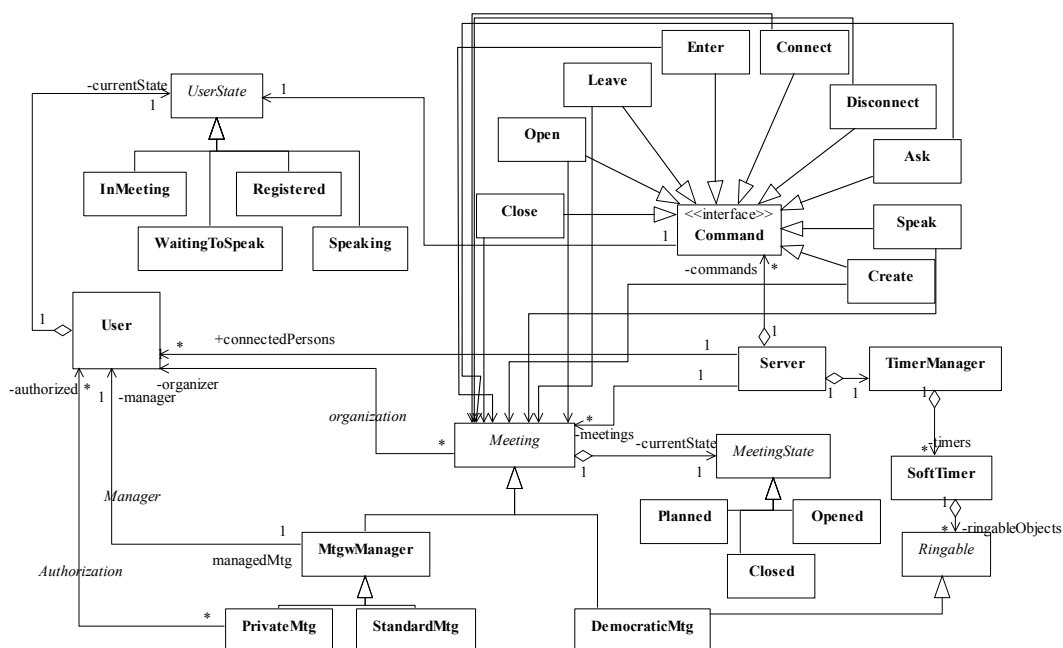 Enter
Connect
Leave
Disconnect
Open
Ask
-currentState
1
UserState
1
InMeeting
Registered
WaitingToSpeak
Speaking
Close
<<interface>>
Command
1
Speak
Create
-commands
*
1
User
1
+connectedPersons
*
1
Server
1
1
1
TimerManager
1
-authorized
*
1
-manager
-organizer
organization
*
Meeting
1
*
-meetings
1
-currentState
1
MeetingState
-timers
*
SoftTimer
1
*
-ringableObjects
Ringable
Manager
1
managedMtg
MtgwManager
Planned
Opened
Closed
Authorization
*
PrivateMtg
StandardMtg
DemocraticMtg